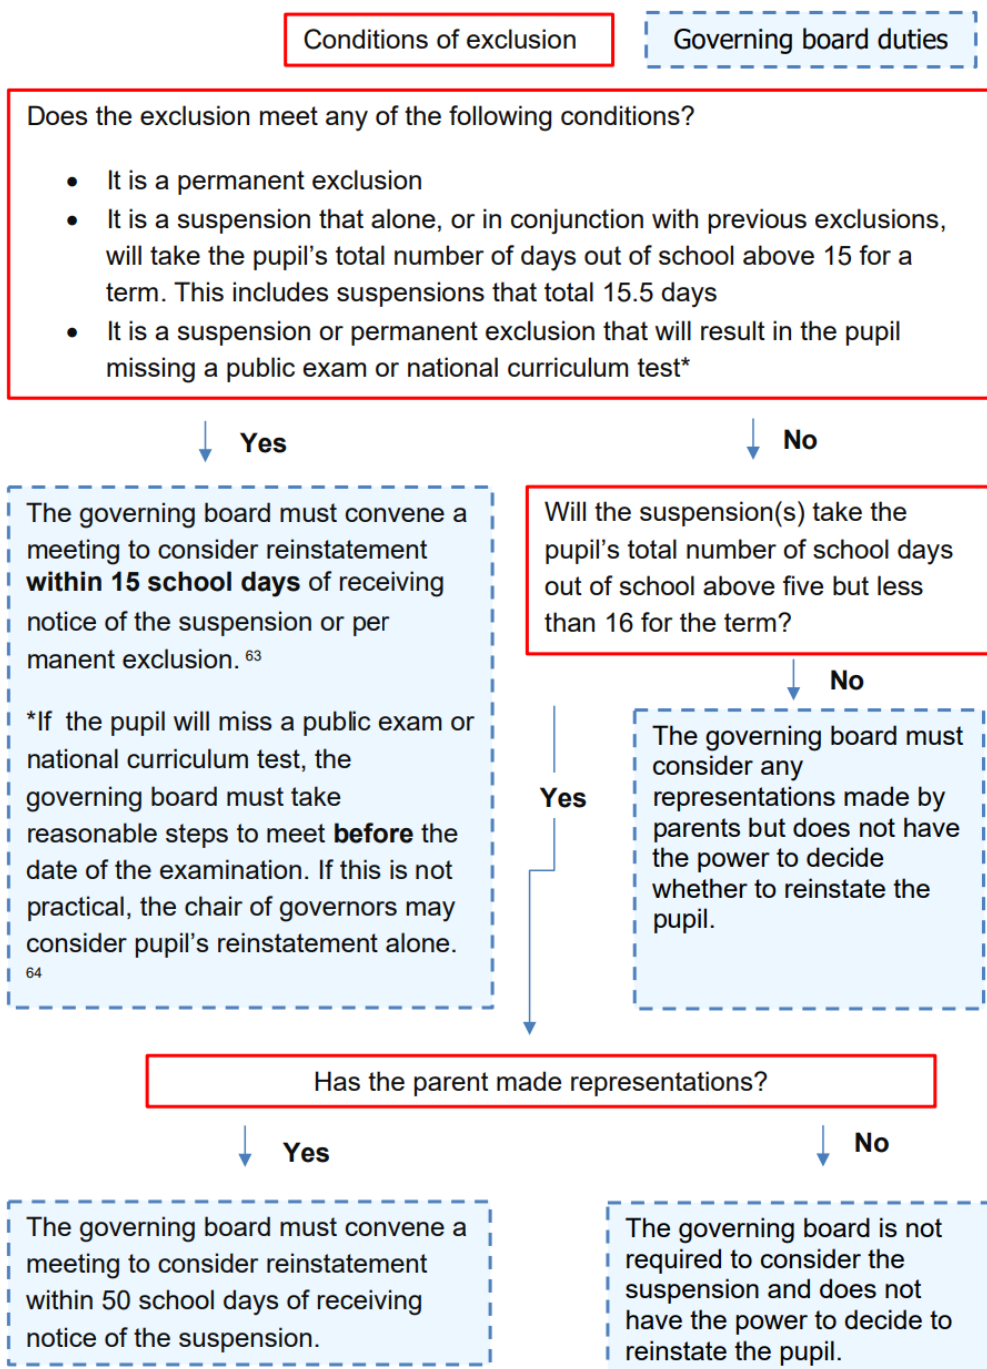 Conditions of exclusion
Governing board duties
Does the exclusion meet any of the following conditions?
• It is a permanent exclusion
• It is a suspension that alone, or in conjunction with previous exclusions,
will take the pupil’s total number of days out of school above 15 for a
term. This includes suspensions that total 15.5 days
• It is a suspension or permanent exclusion that will result in the pupil
missing a public exam or national curriculum test*
Yes
No
The governing board must convene a
meeting to consider reinstatement
within 15 school days of receiving
notice of the suspension or per
manent exclusion. 63
*If the pupil will miss a public exam or
national curriculum test, the
governing board must take
reasonable steps to meet before the
date of the examination. If this is not
practical, the chair of governors may
consider pupil’s reinstatement alone.
64
Will the suspension(s) take the
pupil’s total number of school days
out of school above five but less
than 16 for the term?
No
Yes
The governing board must
consider any
representations made by
parents but does not have
the power to decide
whether to reinstate the
pupil.
Has the parent made representations?
Yes
No
The governing board must convene a
meeting to consider reinstatement
within 50 school days of receiving
notice of the suspension.
The governing board is not
required to consider the
suspension and does not
have the power to decide to
reinstate the pupil.